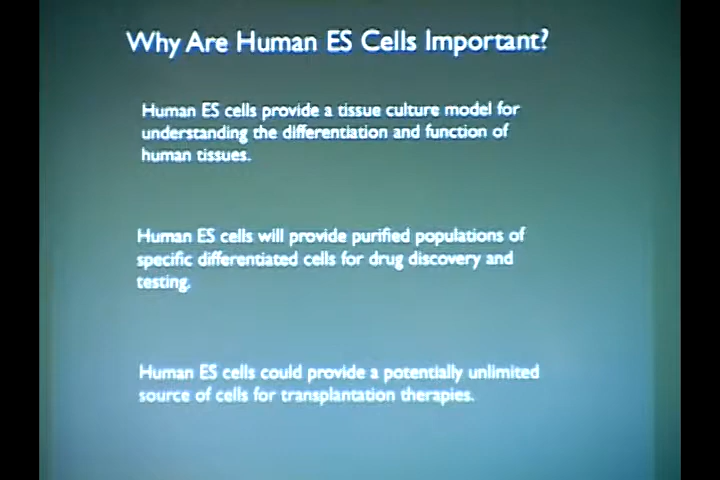 Why Are Human ES Cells Important?
Human ES cells provide a tissue culture model for
understanding the differentiation and function of
human tissues.
Human ES cells will provide purified populations of
specific differentiated cells for drug discovery and
testing.
Human ES cells could provide a potentially unlimited
source of cells for transplantation therapies.